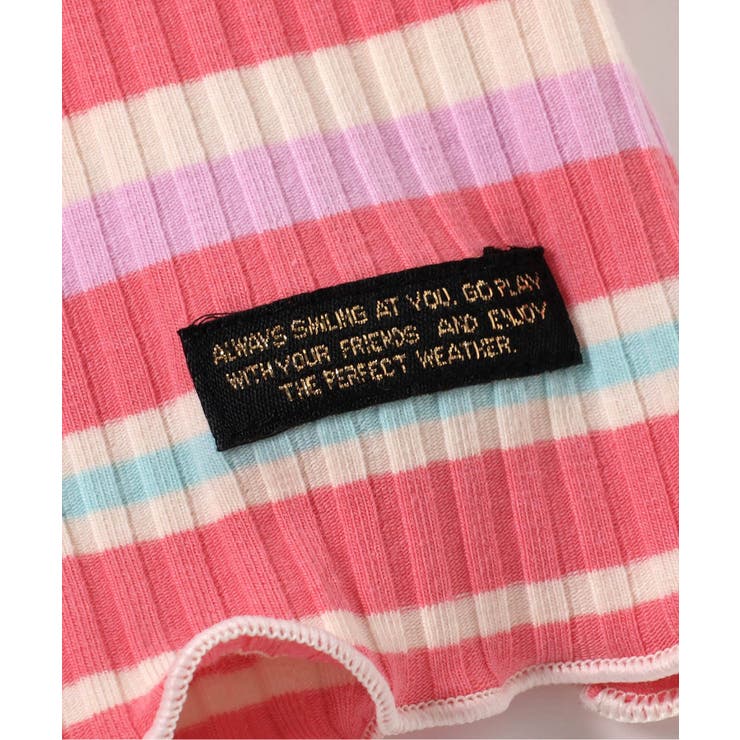 ALWAYS SMILING AT YOU. GO PLAY
WITH YOUR FRIENDS AND ENJOY
THE PERFECT WEATHER.